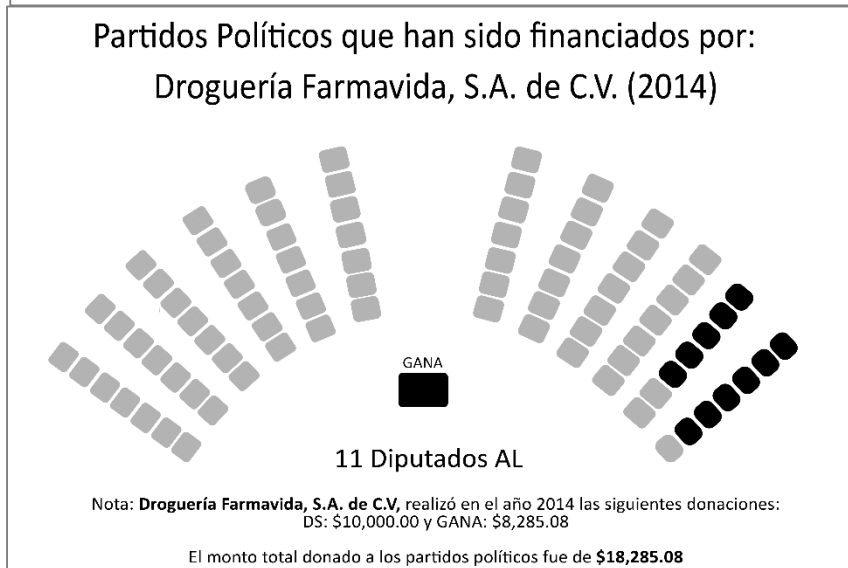 Partidos Políticos que han sido financiados por:
Droguería Farmavida, S.A. de C.V. (2014)
GANA
11 Diputados AL
Nota: Droguería Farmavida, S.A. de C.V, realizó en el año 2014 las siguientes donaciones:
DS: $10,000.00 y GANA: $8,285.08
El monto total donado a los partidos políticos fue de $18,285.08